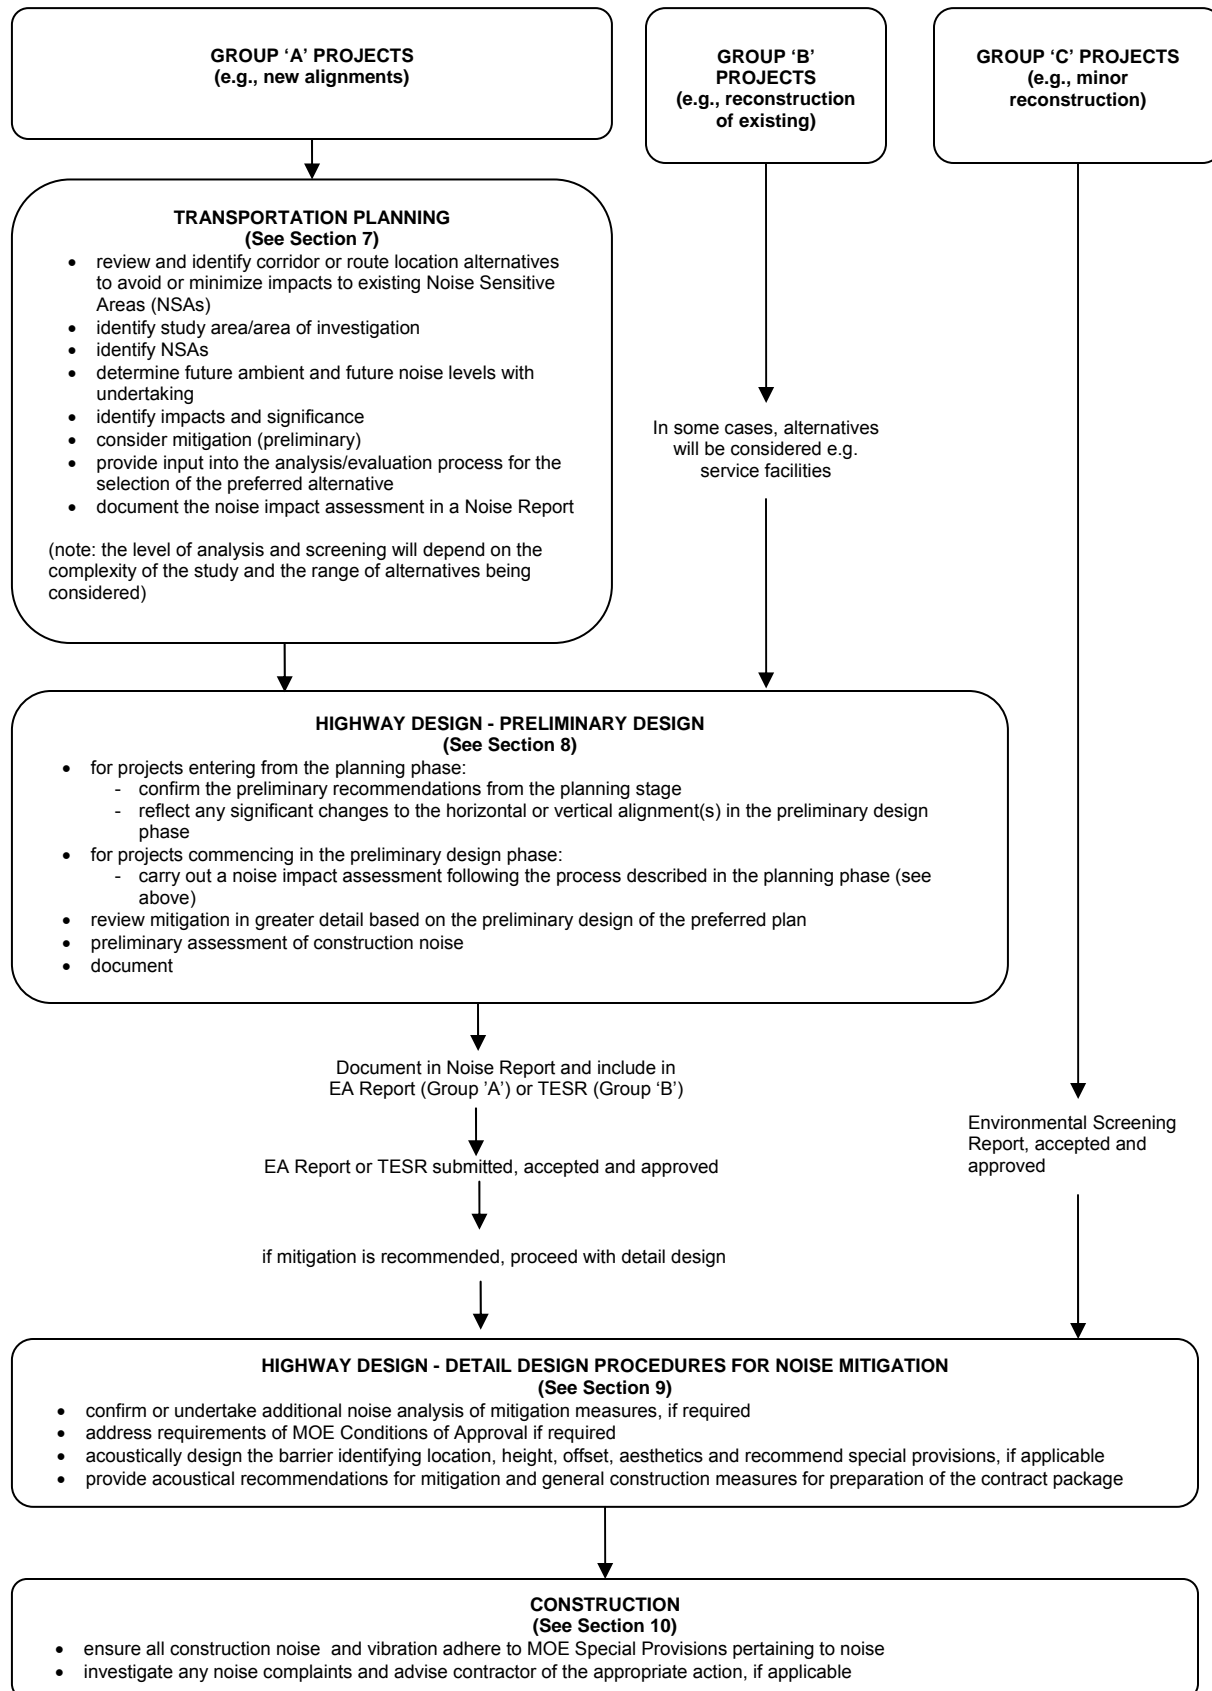 GROUP ‘A’ PROJECTS
(e.g., new alignments)
GROUP ‘B’
PROJECTS
(e.g., reconstruction
of existing)
GROUP ‘C’ PROJECTS
(e.g., minor
reconstruction)
TRANSPORTATION PLANNING
(See Section 7)
• review and identify corridor or route location alternatives
to avoid or minimize impacts to existing Noise Sensitive
Areas (NSAs)
• identify study area/area of investigation
• identify NSAs
• determine future ambient and future noise levels with
undertaking
• identify impacts and significance
• consider mitigation (preliminary)
• provide input into the analysis/evaluation process for the
selection of the preferred alternative
• document the noise impact assessment in a Noise Report
(note: the level of analysis and screening will depend on the
complexity of the study and the range of alternatives being
considered)
In some cases, alternatives
will be considered e.g.
service facilities
HIGHWAY DESIGN - PRELIMINARY DESIGN
(See Section 8)
• for projects entering from the planning phase:
- confirm the preliminary recommendations from the planning stage
- reflect any significant changes to the horizontal or vertical alignment(s) in the preliminary design
phase
• for projects commencing in the preliminary design phase:
- carry out a noise impact assessment following the process described in the planning phase (see
above)
• review mitigation in greater detail based on the preliminary design of the preferred plan
• preliminary assessment of construction noise
• document
Document in Noise Report and include in
EA Report (Group ’A’) or TESR (Group ‘B’)
EA Report or TESR submitted, accepted and approved
if mitigation is recommended, proceed with detail design
Environmental Screening
Report, accepted and
approved
HIGHWAY DESIGN - DETAIL DESIGN PROCEDURES FOR NOISE MITIGATION
(See Section 9)
• confirm or undertake additional noise analysis of mitigation measures, if required
• address requirements of MOE Conditions of Approval if required
• acoustically design the barrier identifying location, height, offset, aesthetics and recommend special provisions, if applicable
• provide acoustical recommendations for mitigation and general construction measures for preparation of the contract package
CONSTRUCTION
(See Section 10)
• ensure all construction noise and vibration adhere to MOE Special Provisions pertaining to noise
• investigate any noise complaints and advise contractor of the appropriate action, if applicable